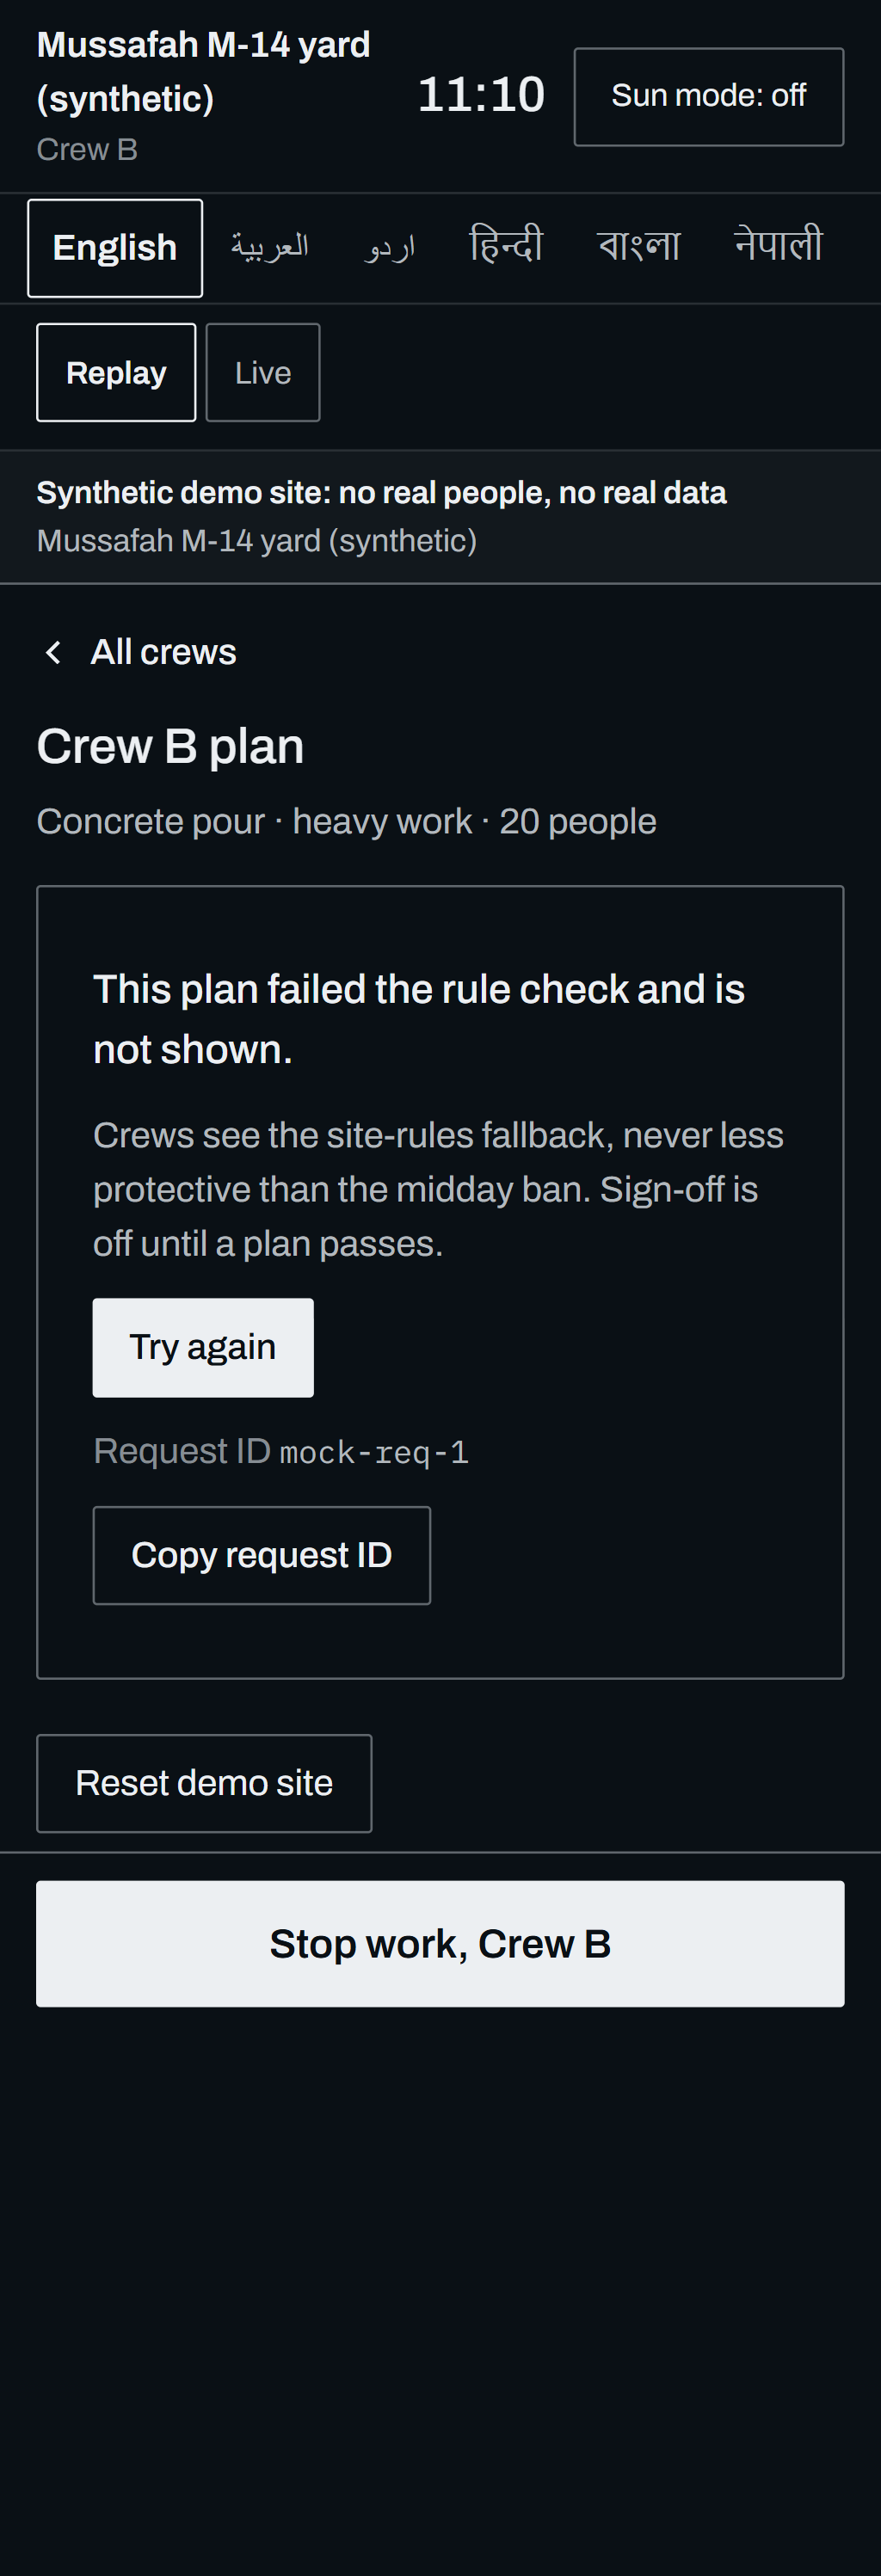 Mussafah M-14 yard
(synthetic)
Crew B
11:10
Sun mode: off
English العربية اردو हिन्दी বাংলা नेपाली
Replay Live
Synthetic demo site: no real people, no real data
Mussafah M-14 yard (synthetic)
All crews
Crew B plan
Concrete pour · heavy work · 20 people
This plan failed the rule check and is
not shown.
Crews see the site-rules fallback, never less
protective than the midday ban. Sign-off is
off until a plan passes.
Try again
Request ID mock-req-1
Copy request ID
Reset demo site
Stop work, Crew B